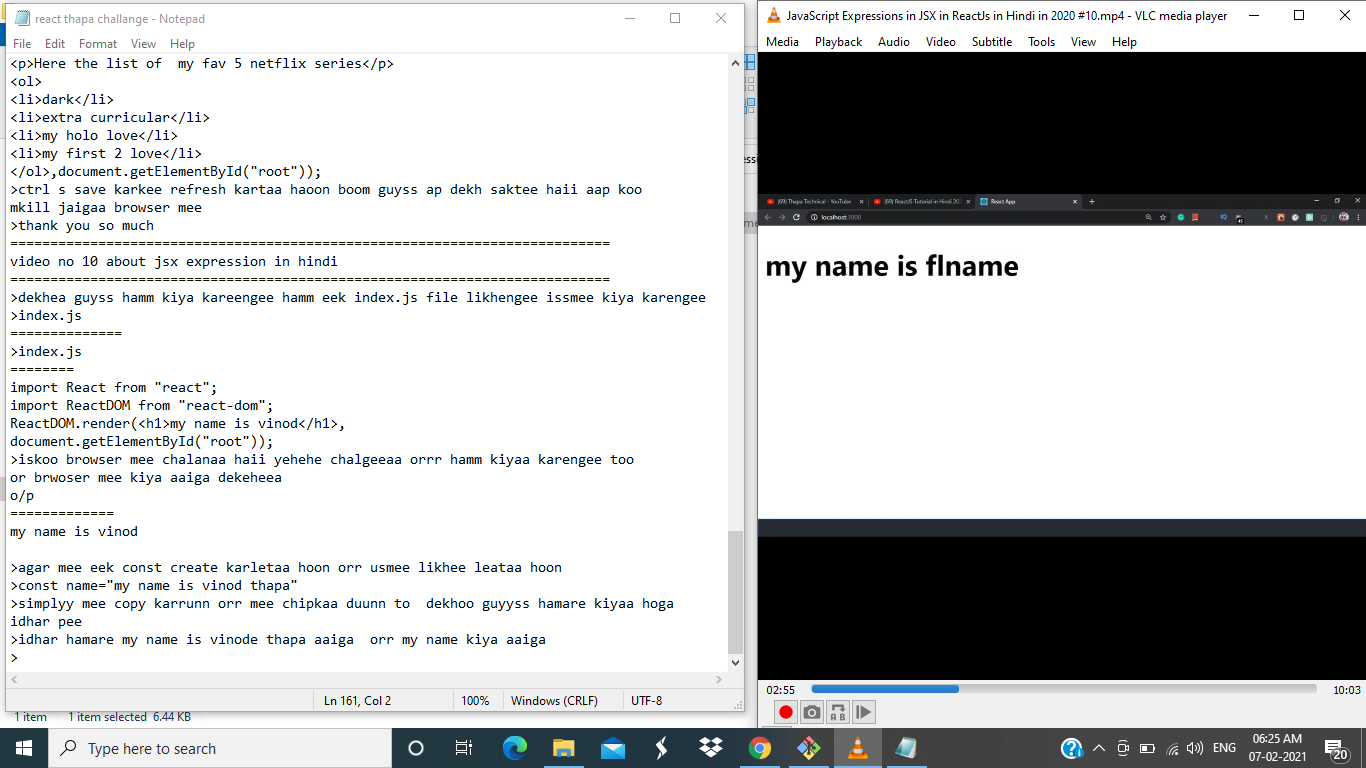 react thapa challange - Notepad
File Edit Format View Help
<p>Here the list of  my fav 5 netflix series</p>
<ol>
<li>dark</li>
<li>extra curricular</li>
<li>my holo love</li>
<li>my first 2 love</li>
</ol>,document.getElementById("root"));
>ctrl s save karkee refresh kartaa haoon boom guyss ap dekh saktee haii aap koo
mkill jaigaa browser mee
>thank you so much
===========================================================================
video no 10 about jsx expression in hindi
===========================================================================
>dekhea guyss hamm kiya kareengee hamm eek index.js file likhengee issmee kiya karengee
>index.js
==============
>index.js
========
import React from "react";
import ReactDOM from "react-dom";
ReactDOM.render(<h1>my name is vinod</h1>,
document.getElementById("root"));
>iskoo browser mee chalanaa haii yehehe chalgeeaa orrr hamm kiyaa karengee too
or brwoser mee kiya aaiga dekeheea
o/p
=============
my name is vinod
>agar mee eek const create karletaa hoon orr usmee likhee leataa hoon
>const name="my name is vinod thapa"
>simplyy mee copy karrunn orr mee chipkaa duunn to  dekhoo guyyss hamare kiyaa hoga
idhar pee
>idhar hamare my name is vinode thapa aaiga  orr my name kiya aaiga
>
Ln 161, Col 2 100% Windows (CRLF) UTF-8
1 item 1 item selected 6.44 KB
JavaScript Expressions in JSX in ReactJs in Hindi in 2020 #10.mp4 - VLC media player
Media Playback Audio Video Subtitle Tools View Help
(69) Thapa Technical - YouTube (69) ReactJS Tutorial in Hindi 20 React App
localhost:3000
my name is flname
02:55 10:03
Type here to search
ENG 06:25 AM
07-02-2021
20